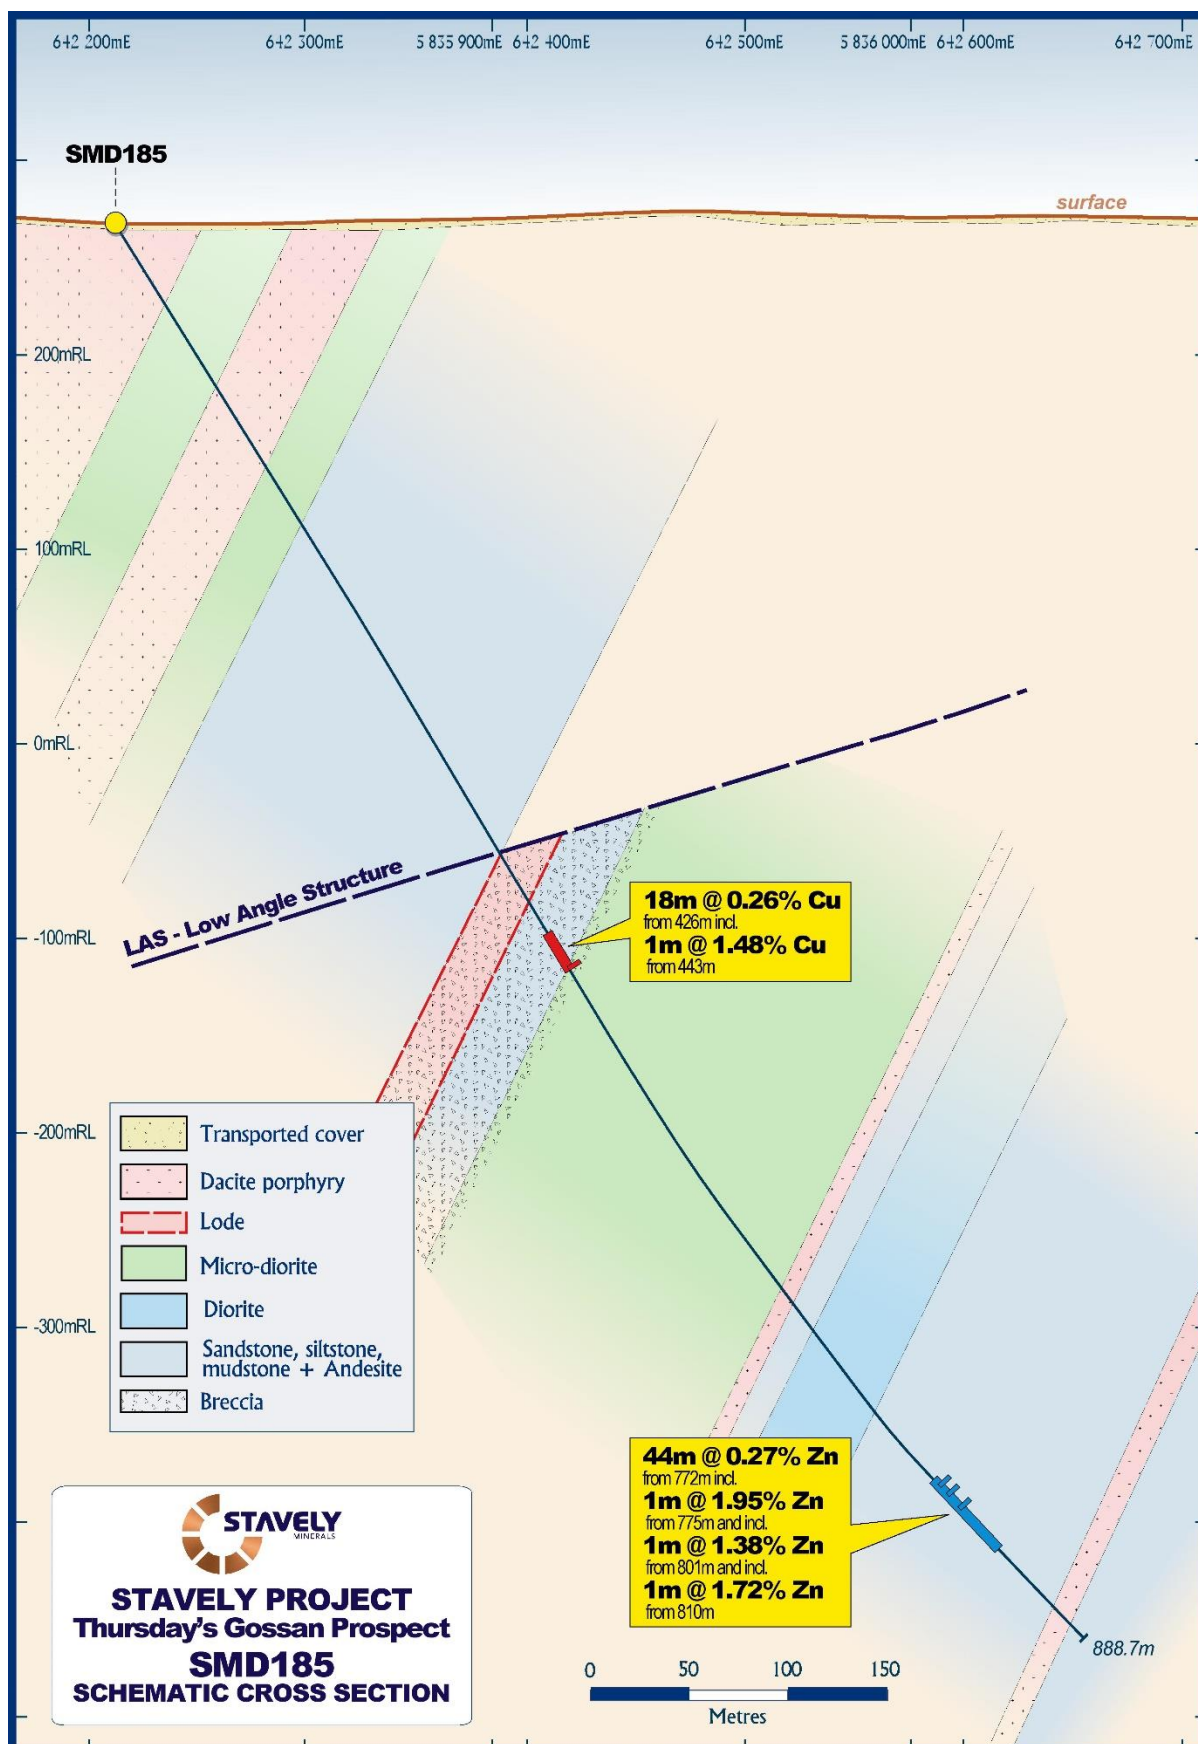 642 200mE
642 300mE
5 835 900mE
642 400mE
642 500mE
5 836 000mE
642 600mE
642 700mE
SMD185
surface
200mRL
100mRL
0mRL
LAS - Low Angle Structure
-100mRL
18m @ 0.26% Cu
from 426m incl.
1m @ 1.48% Cu
from 443m
-200mRL
Transported cover
Dacite porphyry
Lode
Micro-diorite
Diorite
Sandstone, siltstone,
mudstone + Andesite
Breccia
-300mRL
44m @ 0.27% Zn
from 772m incl.
1m @ 1.95% Zn
from 775m and incl.
1m @ 1.38% Zn
from 801m and incl.
1m @ 1.72% Zn
from 810m
888.7m
STAVELY
MINERALS
STAVELY PROJECT
Thursday's Gossan Prospect
SMD185
SCHEMATIC CROSS SECTION
0 50 100 150
Metres